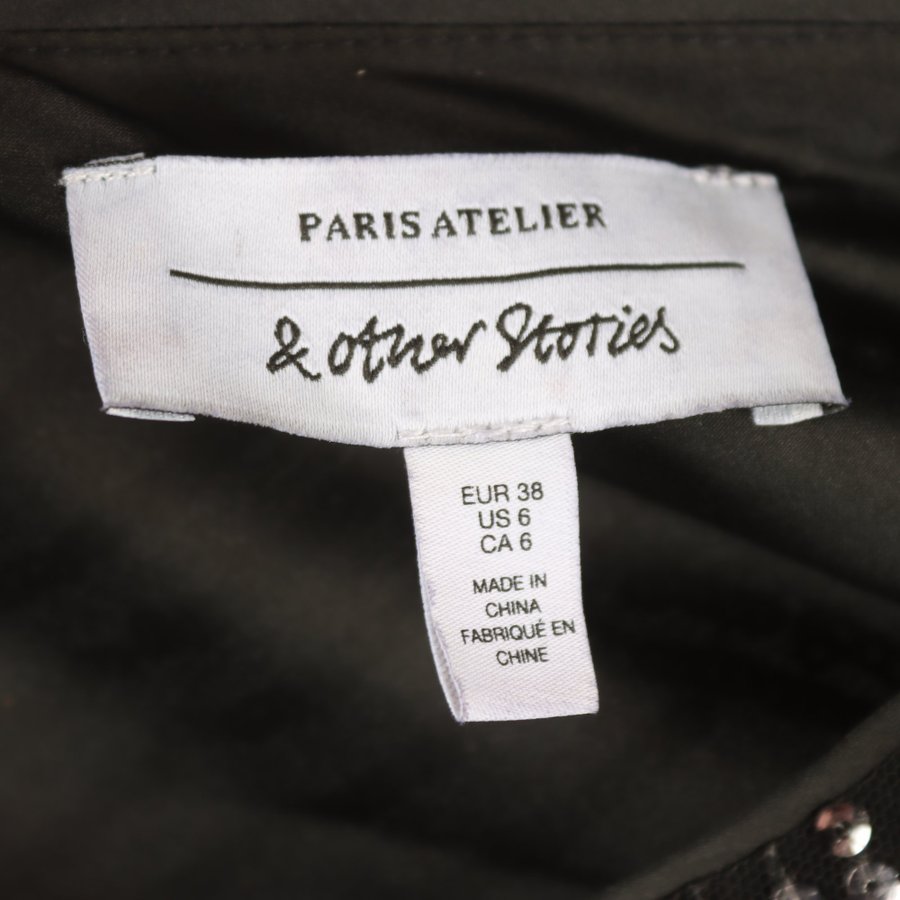 PARIS ATELIER
& other Stories
EUR 38
US 6
CA 6
MADE IN
CHINA
FABRIQUÉ EN
CHINE